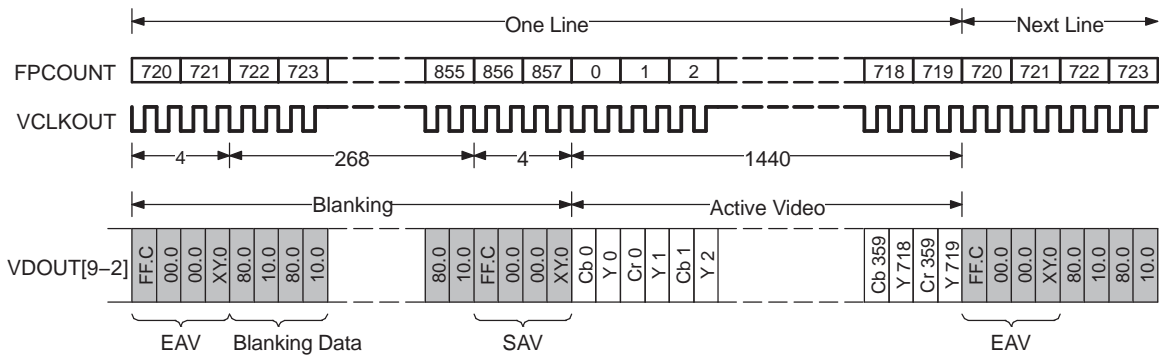 One Line Next Line
FPCOUNT 720 721 722 723 855 856 857 0 1 2 718 719 720 721 722 723
VCLKOUT
4 268 4 1440
Blanking Active Video
VDOUT[9–2] FF.C 00.0 00.0 XY.0 80.0 10.0 80.0 10.0 80.0 10.0 FF.C 00.0 00.0 XY.0 Cb 0 Y 0 Cr 0 Y 1 Cb 1 Y 2 Cb 359 Y 718 Cr 359 Y 719 FF.C 00.0 00.0 XY.0 80.0 10.0 80.0 10.0
EAV Blanking Data SAV EAV